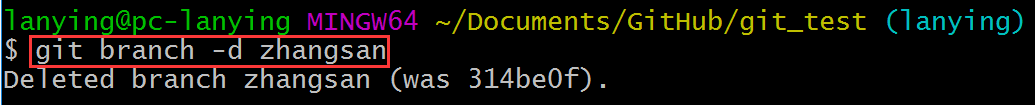 lanying@pc-lanying MINGW64 ~/Documents/GitHub/git_test (lanying)
$ git branch -d zhangsan
Deleted branch zhangsan (was 314be0f).